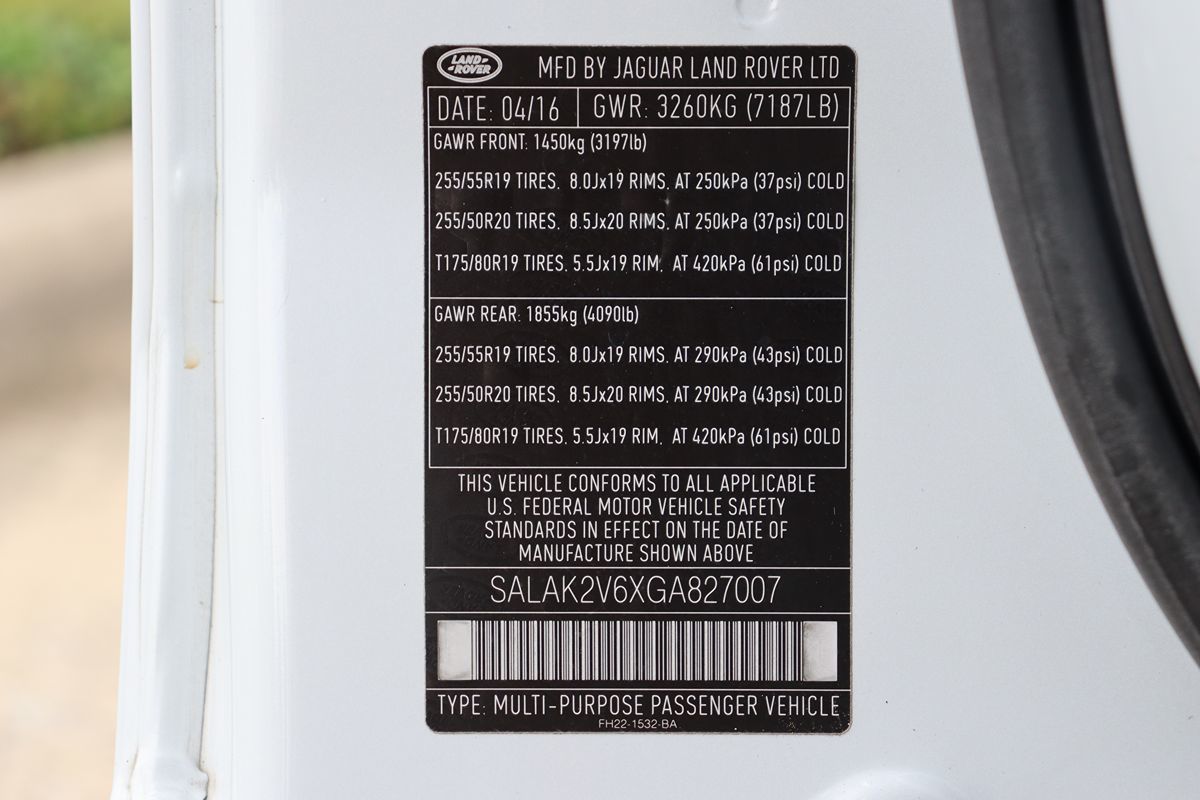 LAND
ROVER
MFD BY JAGUAR LAND ROVER LTD
DATE: 04/16 GWR: 3260KG (7187LB)
GAWR FRONT: 1450kg (3197lb)
255/55R19 TIRES, 8.0Jx19 RIMS, AT 250kPa (37psi) COLD
255/50R20 TIRES, 8.5Jx20 RIMS, AT 250kPa (37psi) COLD
T175/80R19 TIRES, 5.5Jx19 RIM, AT 420kPa (61psi) COLD
GAWR REAR: 1855kg (4090lb)
255/55R19 TIRES, 8.0Jx19 RIMS, AT 290kPa (43psi) COLD
255/50R20 TIRES, 8.5Jx20 RIMS, AT 290kPa (43psi) COLD
T175/80R19 TIRES, 5.5Jx19 RIM, AT 420kPa (61psi) COLD
THIS VEHICLE CONFORMS TO ALL APPLICABLE
U.S. FEDERAL MOTOR VEHICLE SAFETY
STANDARDS IN EFFECT ON THE DATE OF
MANUFACTURE SHOWN ABOVE
SALAK2V6XGA827007
TYPE: MULTI-PURPOSE PASSENGER VEHICLE
FH22-1532-BA